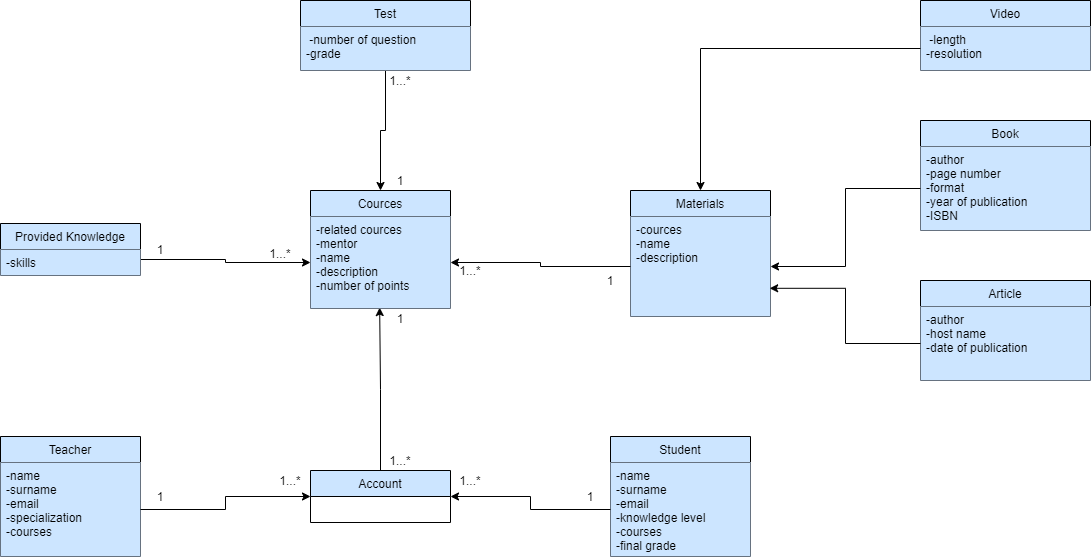 Test
-number of question
-grade
1...*
1
Video
-length
-resolution
Book
-author
-page number
-format
-year of publication
-ISBN
Cources
-related cources
-mentor
-name
-description
-number of points
Materials
-cources
-name
-description
Provided Knowledge
-skills
1
1...*
1...*
1
Article
-author
-host name
-date of publication
1
1...*
Teacher
-name
-surname
-email
-specialization
-courses
1
1...*
Account
1...*
1
Student
-name
-surname
-email
-knowledge level
-courses
-final grade